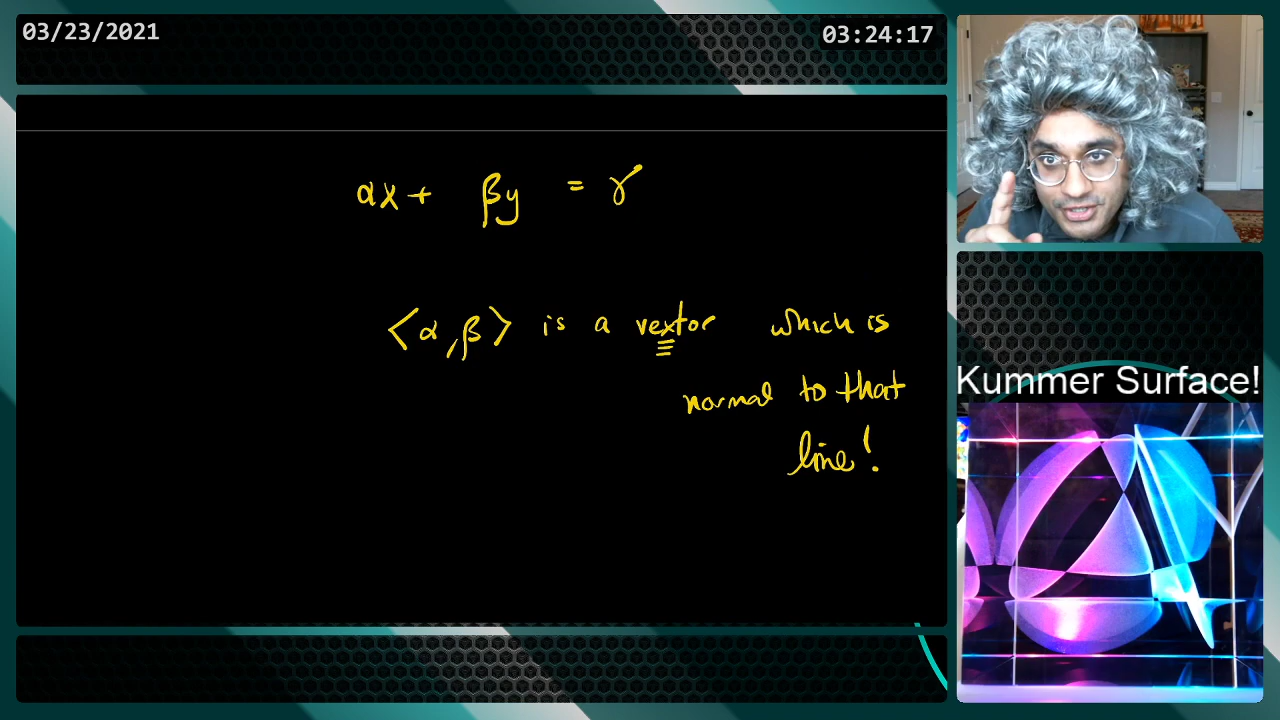 03/23/2021
03:24:17
αx + βy = γ
<α,β> is a vextor which is
normal to that
line!
Kummer Surface!